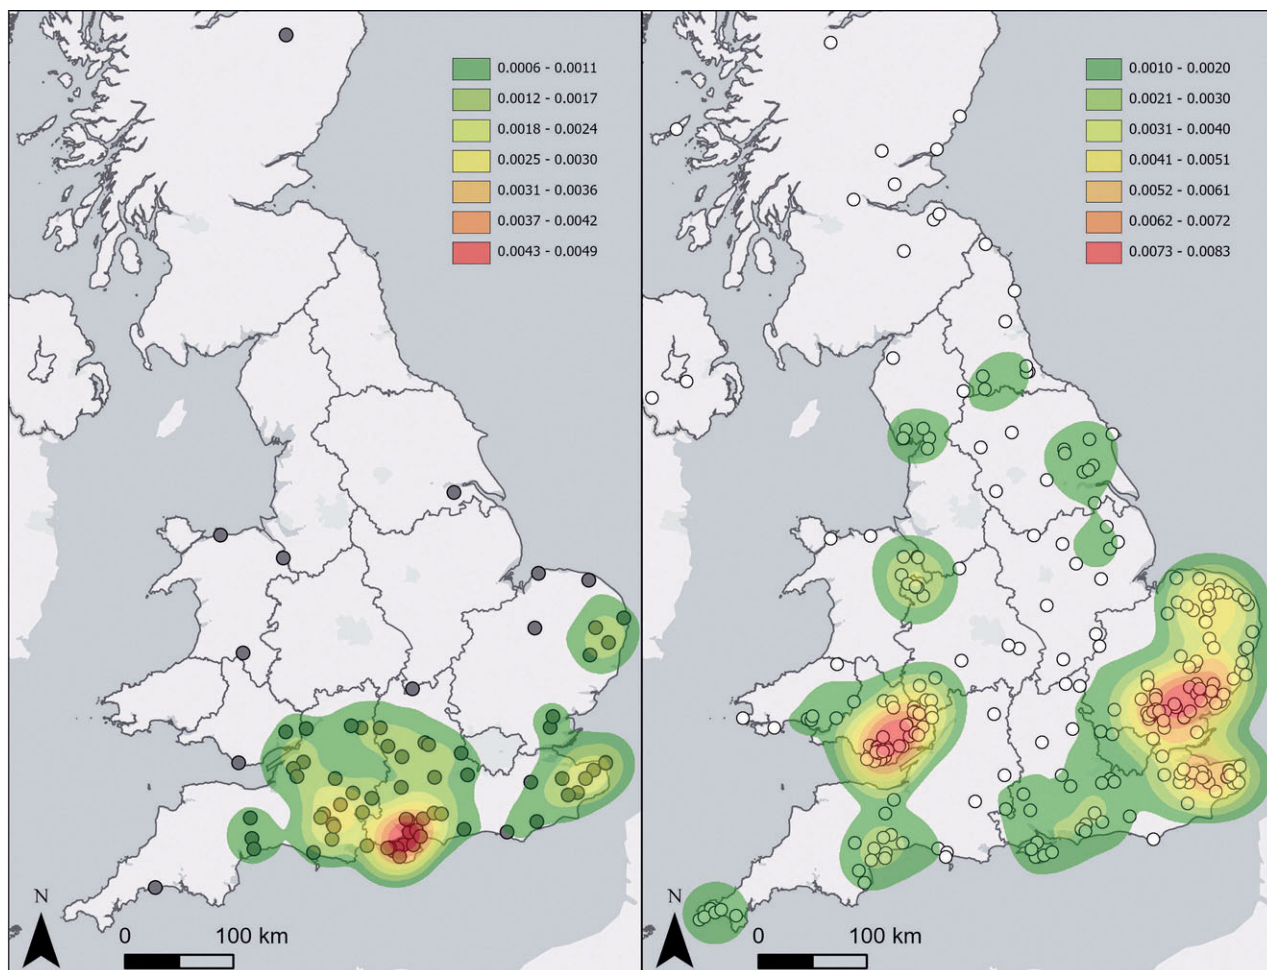 0.0006 - 0.0011
0.0012 - 0.0017
0.0018 - 0.0024
0.0025 - 0.0030
0.0031 - 0.0036
0.0037 - 0.0042
0.0043 - 0.0049
N
0 100 km
0.0010 - 0.0020
0.0021 - 0.0030
0.0031 - 0.0040
0.0041 - 0.0051
0.0052 - 0.0061
0.0062 - 0.0072
0.0073 - 0.0083
N
0 100 km